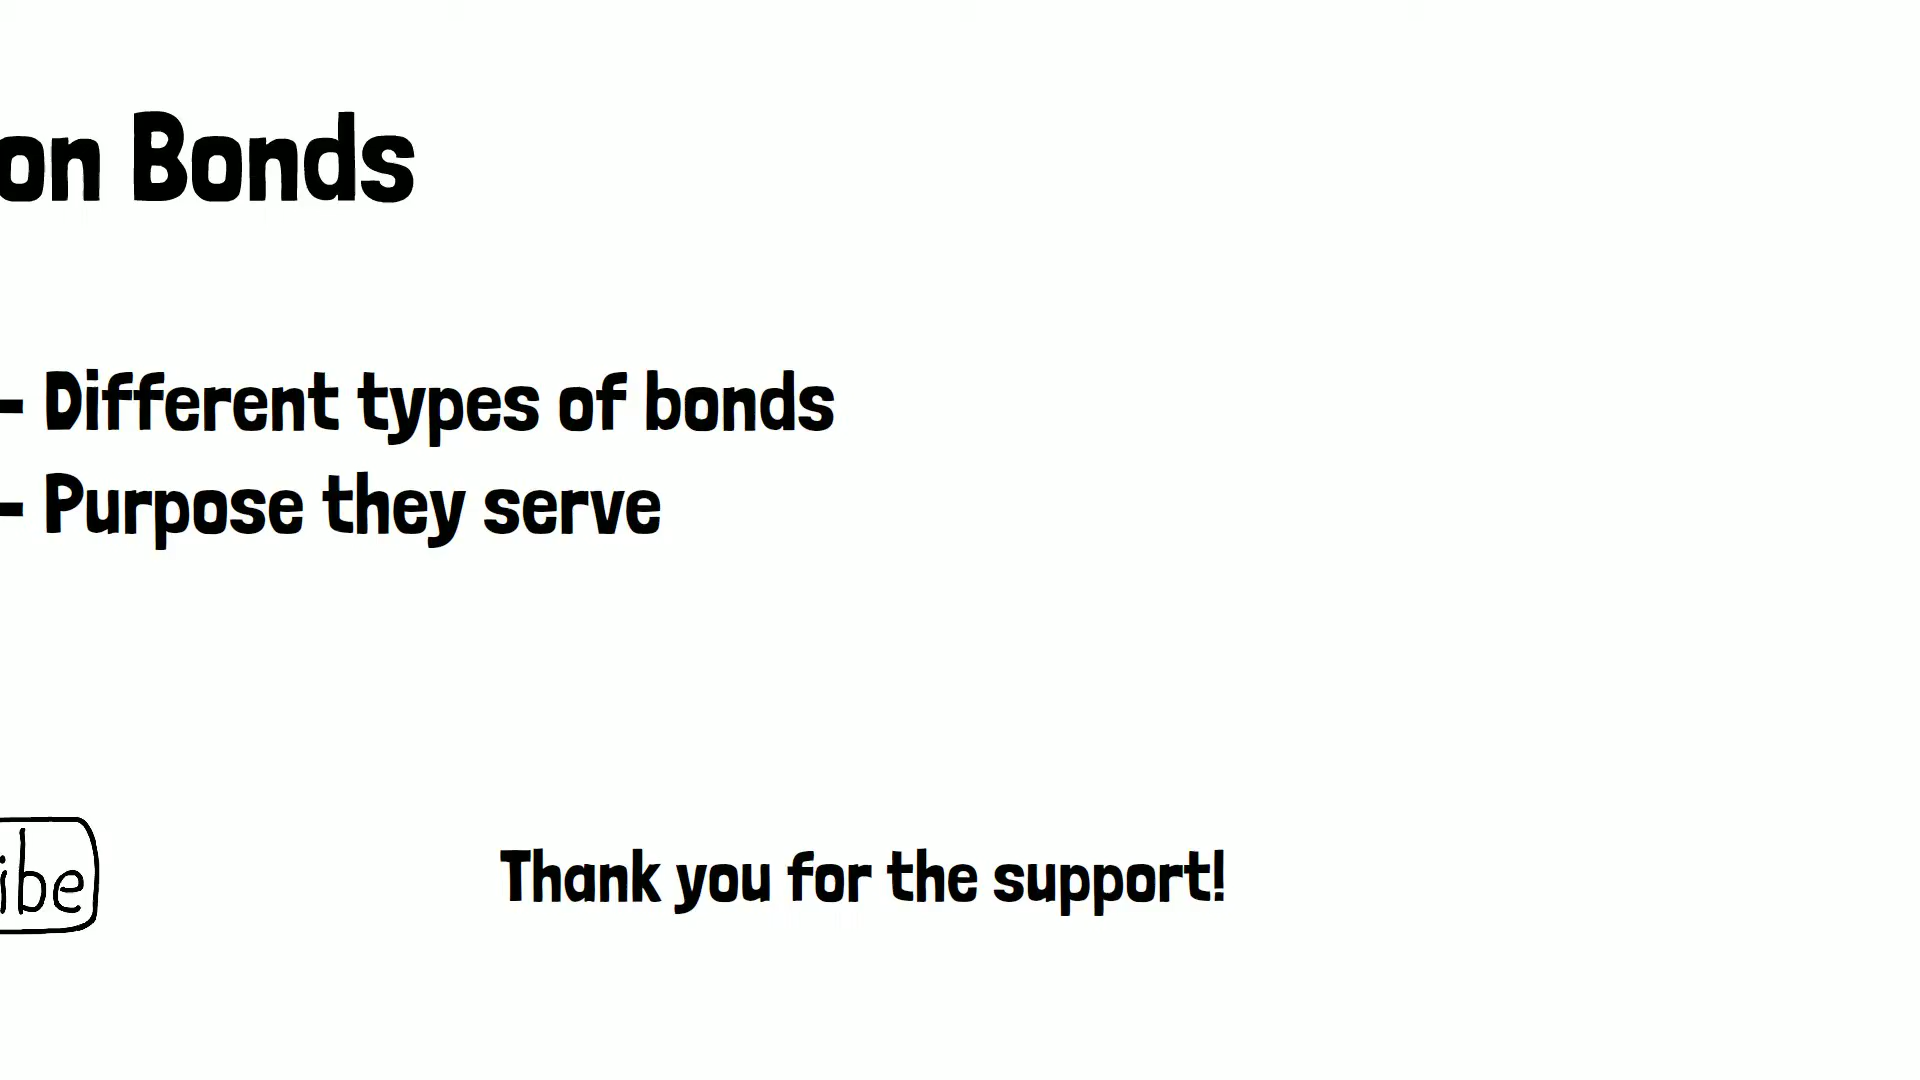 on Bonds
- Different types of bonds
- Purpose they serve
ibe
Thank you for the support!